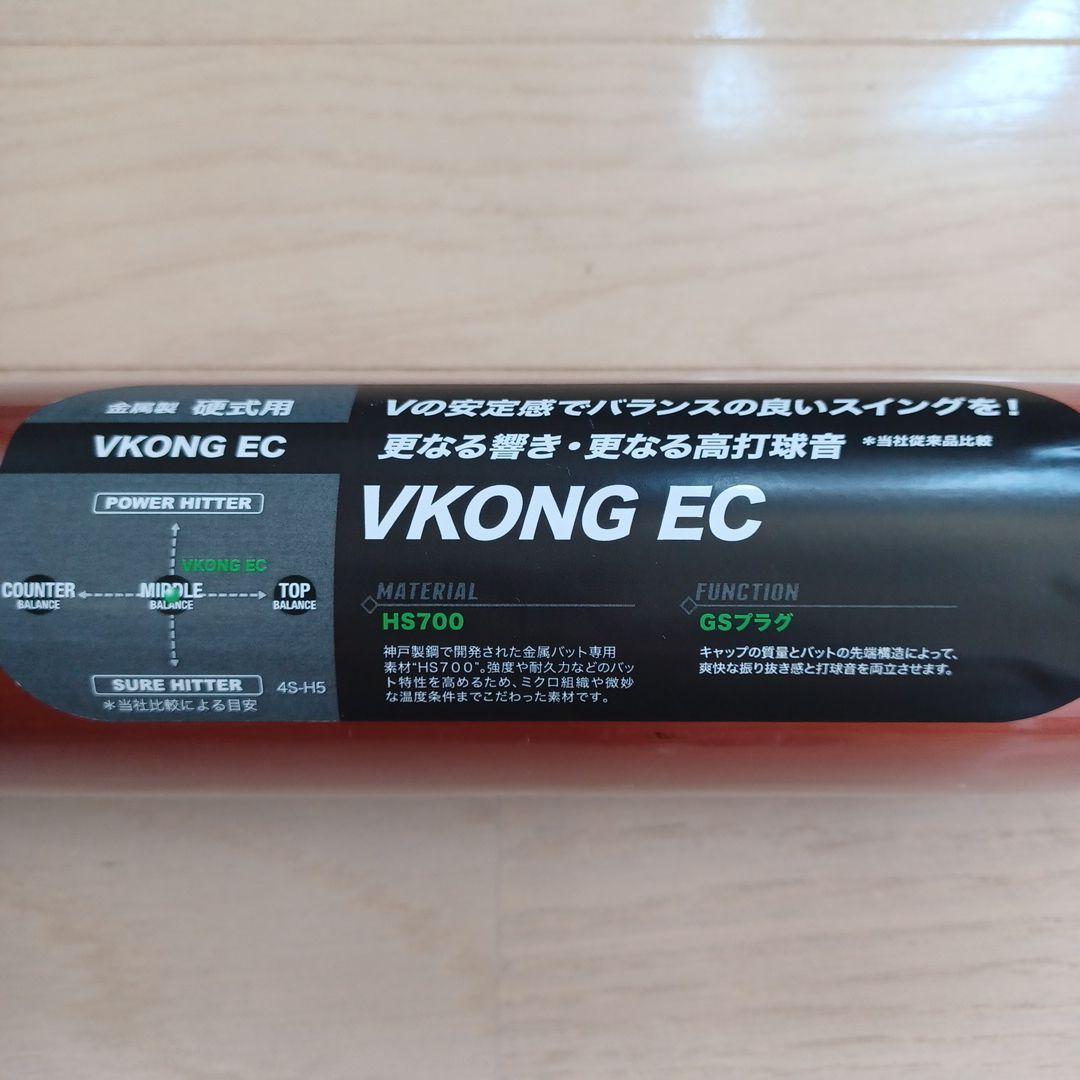 金属製 硬式用
VKONG EC
POWER HITTER
VKONG EC
COUNTER BALANCE
MIDDLE BALANCE
TOP BALANCE
SURE HITTER
4S-H5
＊当社比較による目安
Vの安定感でバランスの良いスイングを！
更なる響き・更なる高打球音 ＊当社従来品比較
VKONG EC
MATERIAL
HS700
神戸製鋼で開発された金属バット専用
素材“HS700”。強度や耐久力などのバッ
ト特性を高めるため、ミクロ組織や微妙
な温度条件までこだわった素材です。
FUNCTION
GSプラグ
キャップの質量とバットの先端構造によって、
爽快な振り抜き感と打球音を両立させます。